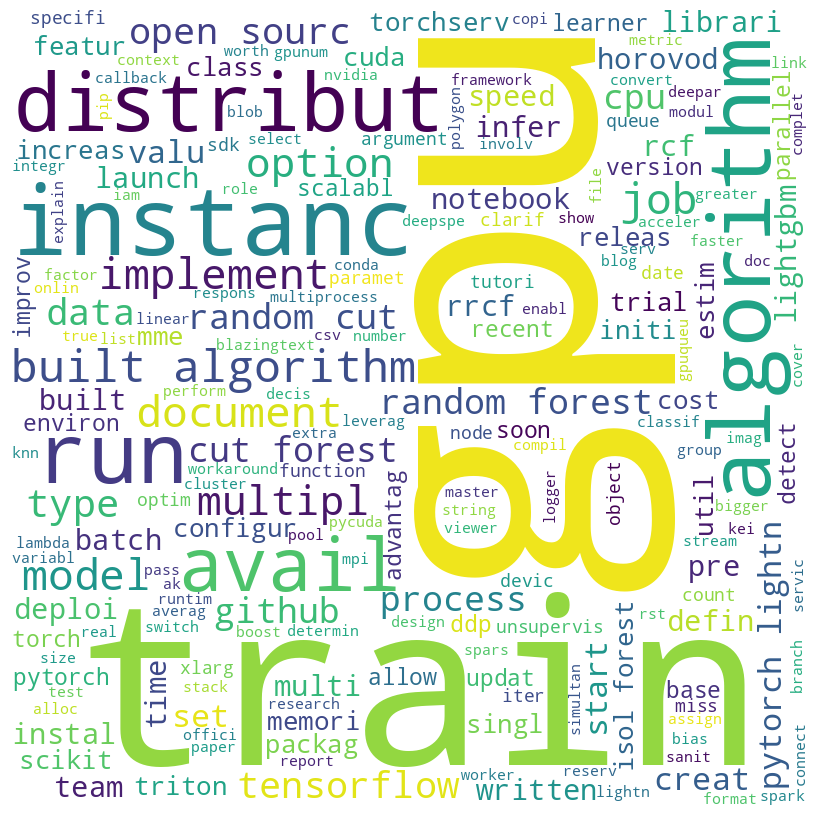 specifi
open sourc
torchserv
copi
learner
librari
featur
context
worth
gpunum
cuda
horovod
metric
link
callback
class
nvidia
framework
speed
convert
deepar
cpu
modul
distribut
pip
blob
polygon
infer
queue
complet
parallel
algorithm
gpu
increas
valu
sdk
select
argument
involv
rcf
integr
launch
option
notebook
version
explain
iam
role
scalabl
deepspe
clarif
show
file
job
greater
acceler
faster
instanc
releas
serv
blog
doc
lightgbm
improv
factor
implement
conda
paramet
tutori
date
estim
onlin
data
respons
multiprocess
rrcf
enabl
trial
true
list
mme
linear
random cut
recent
initi
blazingtext
csv
number
gpuqueu
cover
built algorithm
perform
decis
random forest
cost
built
document
leverag
classif
environ
extra
node
soon
imag
run
cut forest
compil
group
detect
knn
workaround
function
util
bigger
type
optim
cluster
multipl
master
string
viewer
logger
object
kei
configur
pool
pycuda
advantag
lambda
variabl
batch
stream
model
pass
ak
avail
mpi
devic
pre
servic
runtim
averag
process
count
deploi
github
design
ddp
unsupervis
defin
rst
torch
real
switch
boost
determin
isol forest
pytorch lightn
branch
size
time
xlarg
allow
spars
updat
start
base
pytorch
test
stack
multi
iter
miss
alloc
set
research
memori
singl
simultan
assign
train
instal
offici
paper
packag
bias
connect
scikit
report
sanit
team
triton
tensorflow
worker
written
reserv
lightn
creat
format
spark